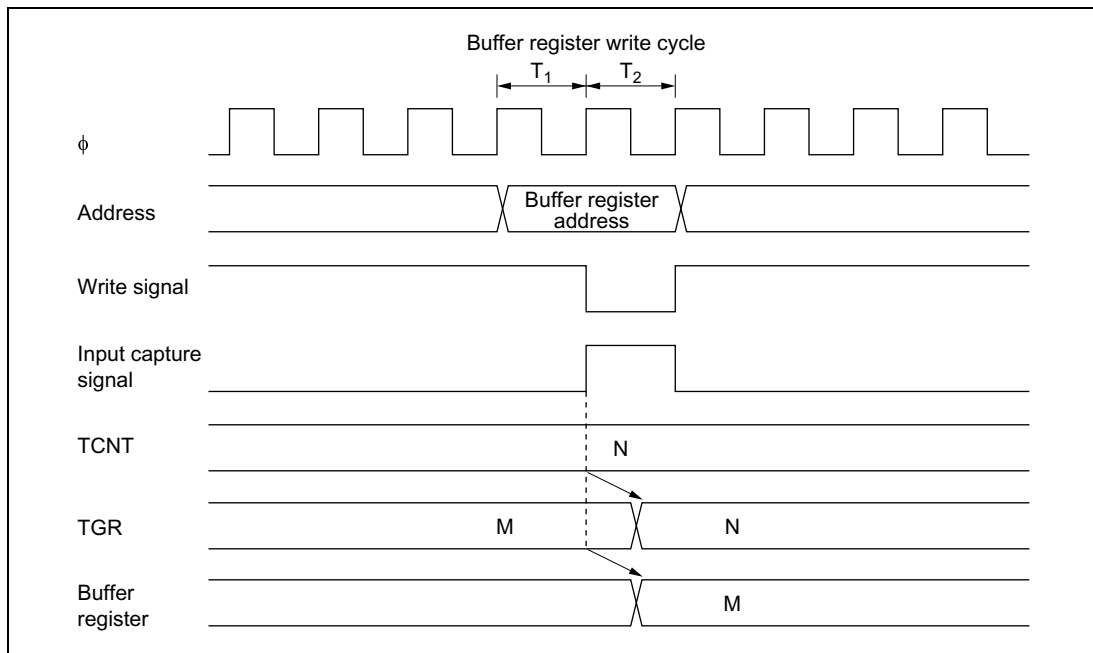 Buffer register write cycle
T1 T2
ϕ
Address
Buffer register
address
Write signal
Input capture
signal
TCNT
N
TGR
M N
Buffer
register
M